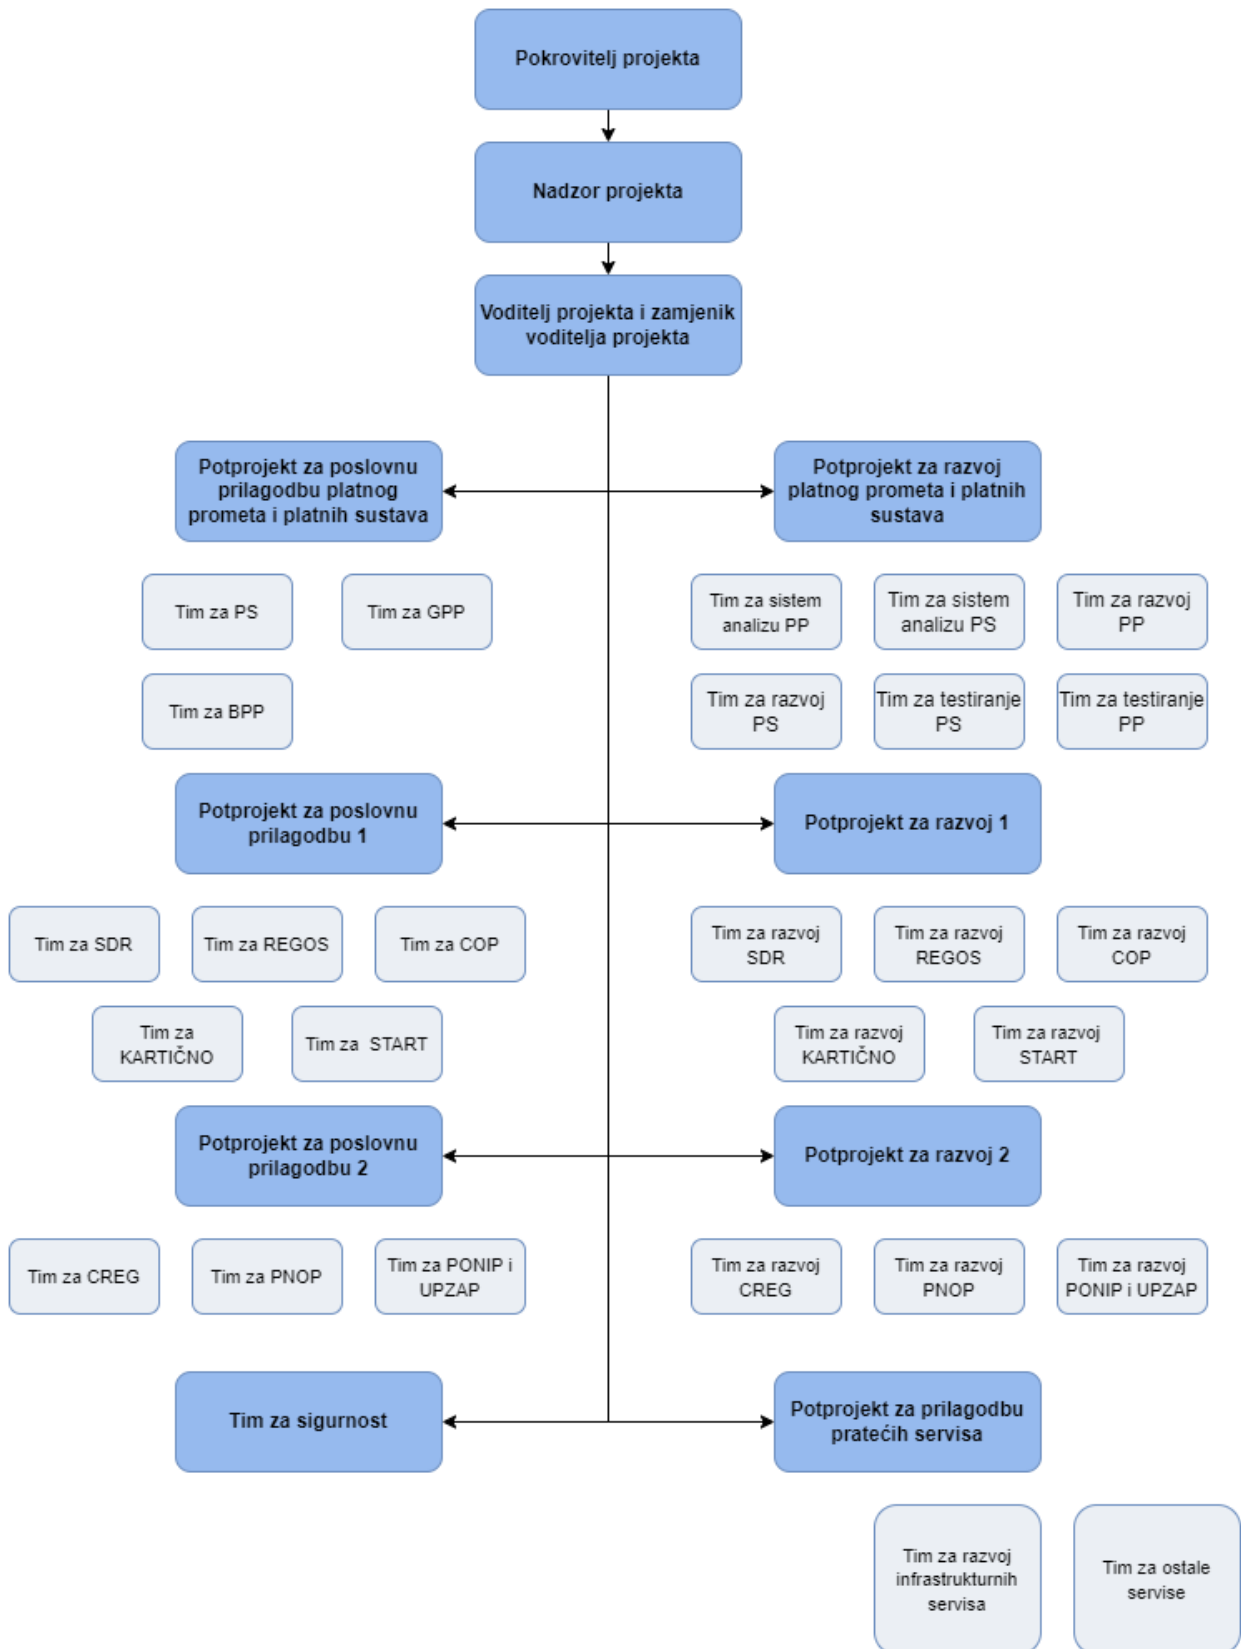 Pokrovitelj projekta
Nadzor projekta
Voditelj projekta i zamjenik
voditelja projekta
Potprojekt za poslovnu
prilagodbu platnog
prometa i platnih sustava
Potprojekt za razvoj
platnog prometa i platnih
sustava
Tim za PS
Tim za GPP
Tim za BPP
Tim za sistem
analizu PP
Tim za sistem
analizu PS
Tim za razvoj
PP
Tim za razvoj
PS
Tim za testiranje
PS
Tim za testiranje
PP
Potprojekt za poslovnu
prilagodbu 1
Potprojekt za razvoj 1
Tim za SDR
Tim za REGOS
Tim za COP
Tim za
KARTIČNO
Tim za  START
Tim za razvoj
SDR
Tim za razvoj
REGOS
Tim za razvoj
COP
Tim za razvoj
KARTIČNO
Tim za razvoj
START
Potprojekt za poslovnu
prilagodbu 2
Potprojekt za razvoj 2
Tim za CREG
Tim za PNOP
Tim za PONIP i
UPZAP
Tim za razvoj
CREG
Tim za razvoj
PNOP
Tim za razvoj
PONIP i UPZAP
Tim za sigurnost
Potprojekt za prilagodbu
pratećih servisa
Tim za razvoj
infrastrukturnih
servisa
Tim za ostale
servise